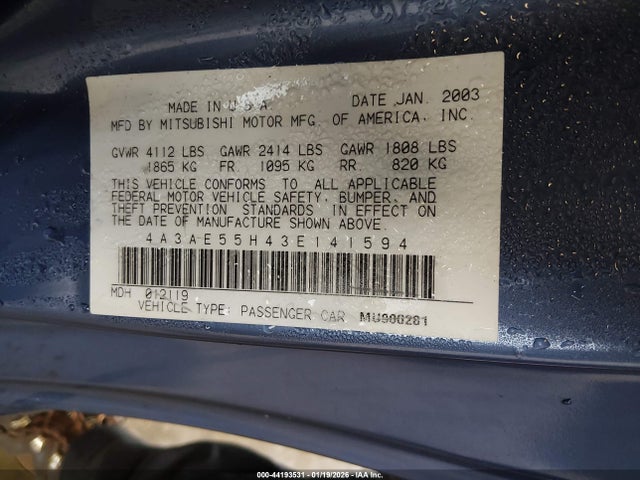 MADE IN U.S.A. DATE JAN. 2003
MFD BY MITSUBISHI MOTOR MFG. OF AMERICA, INC.
GVWR 4112 LBS GAWR 2414 LBS GAWR 1808 LBS
1865 KG FR. 1095 KG RR. 820 KG
THIS VEHICLE CONFORMS TO ALL APPLICABLE
FEDERAL MOTOR VEHICLE SAFETY, BUMPER, AND
THEFT PREVENTION STANDARDS IN EFFECT ON
THE DATE OF MANUFACTURE SHOWN ABOVE.
4A3AE55H43E141594
MDH 012119
VEHICLE TYPE: PASSENGER CAR MU900281
000-44193531 - 01/19/2026 - IAA Inc.